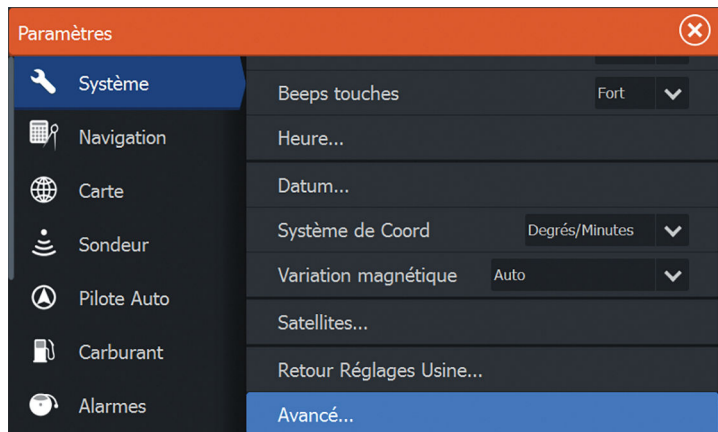 Paramètres
Système
Navigation
Carte
Sondeur
Pilote Auto
Carburant
Alarmes
Beeps touches Fort
Heure...
Datum...
Système de Coord Degrés/Minutes
Variation magnétique Auto
Satellites...
Retour Réglages Usine...
Avancé...